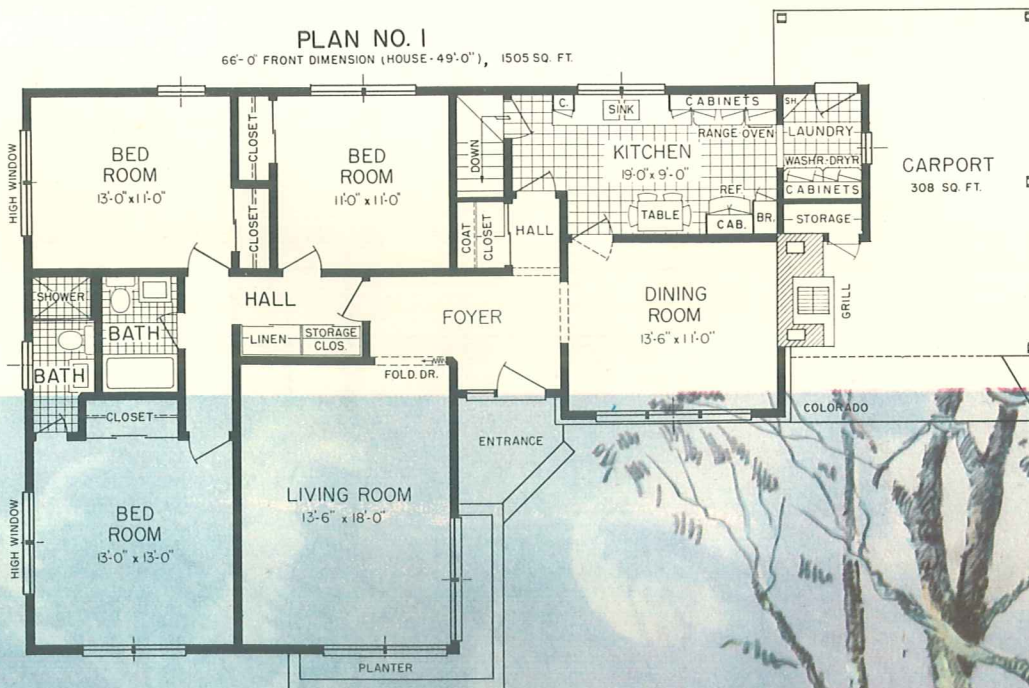 PLAN NO. 1
66'-0" FRONT DIMENSION (HOUSE - 49'-0"), 1505 SQ. FT.
BED
ROOM
13'-0" x 11'-0"
HIGH WINDOW
CLOSET
CLOSET
BED
ROOM
11'-0" x 11'-0"
DOWN
COAT
CLOSET
HALL
C.
SINK
CABINETS
RANGE OVEN
KITCHEN
19'-0" x 9'-0"
TABLE
REF.
CAB.
BR.
SH.
LAUNDRY
WASH'R-DRY'R
CABINETS
STORAGE
CARPORT
308 SQ. FT.
GRILL
SHOWER
BATH
BATH
HALL
LINEN
STORAGE
CLOS.
FOYER
FOLD. DR.
DINING
ROOM
13'-6" x 11'-0"
COLORADO
CLOSET
ENTRANCE
HIGH WINDOW
BED
ROOM
13'-0" x 13'-0"
LIVING ROOM
13'-6" x 18'-0"
PLANTER